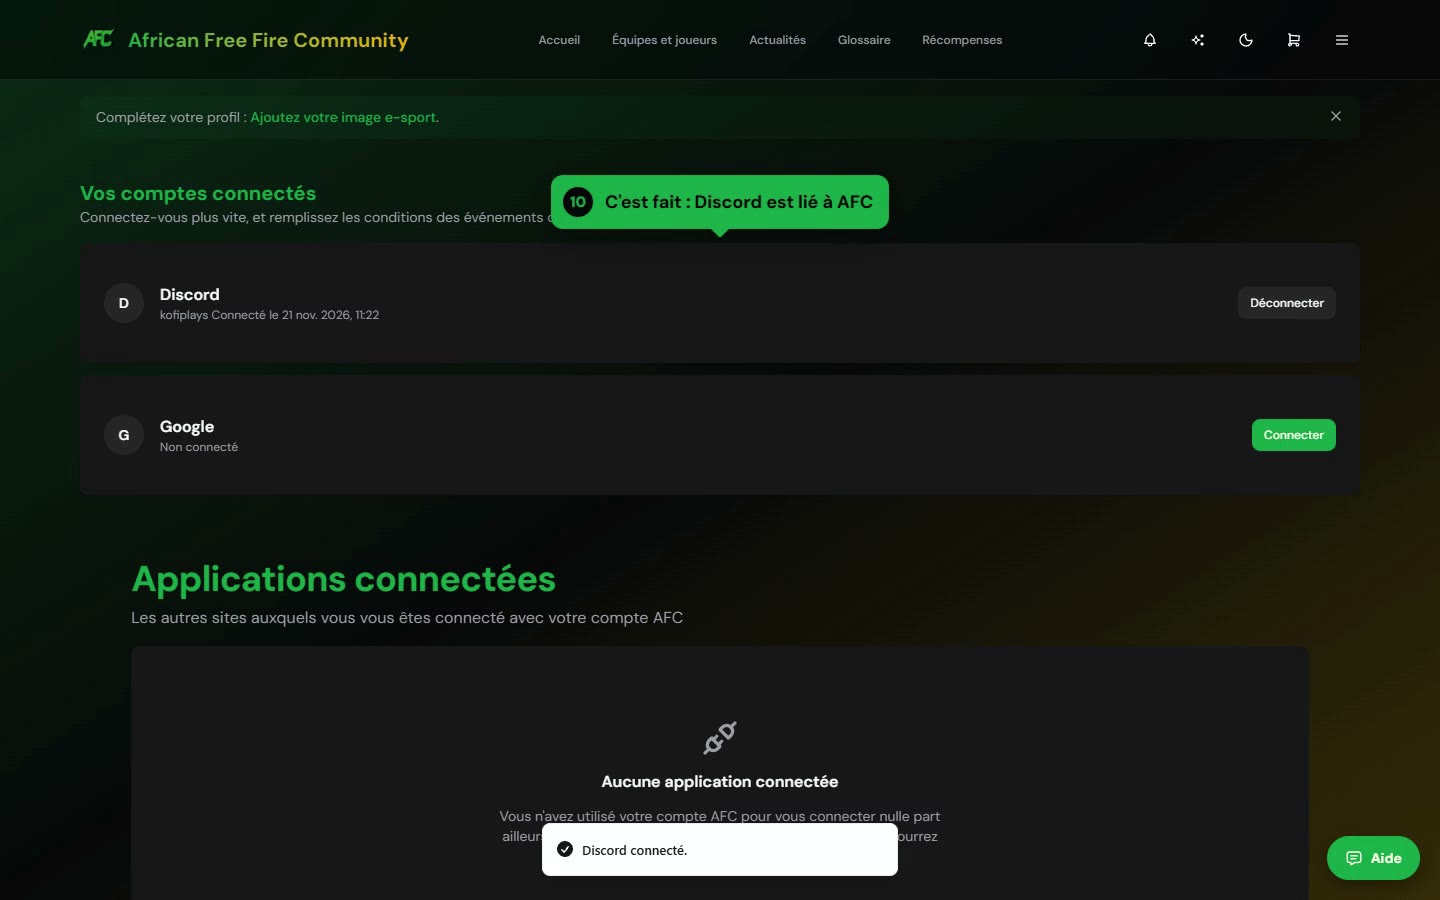 AFC African Free Fire Community
Accueil
Équipes et joueurs
Actualités
Glossaire
Récompenses
Complétez votre profil : Ajoutez votre image e-sport.
Vos comptes connectés
Connectez-vous plus vite, et remplissez les conditions des événements
10 C'est fait : Discord est lié à AFC
D
Discord
kofiplays Connecté le 21 nov. 2026, 11:22
Déconnecter
G
Google
Non connecté
Connecter
Applications connectées
Les autres sites auxquels vous vous êtes connecté avec votre compte AFC
Aucune application connectée
Vous n'avez utilisé votre compte AFC pour vous connecter nulle part
Discord connecté.
Aide